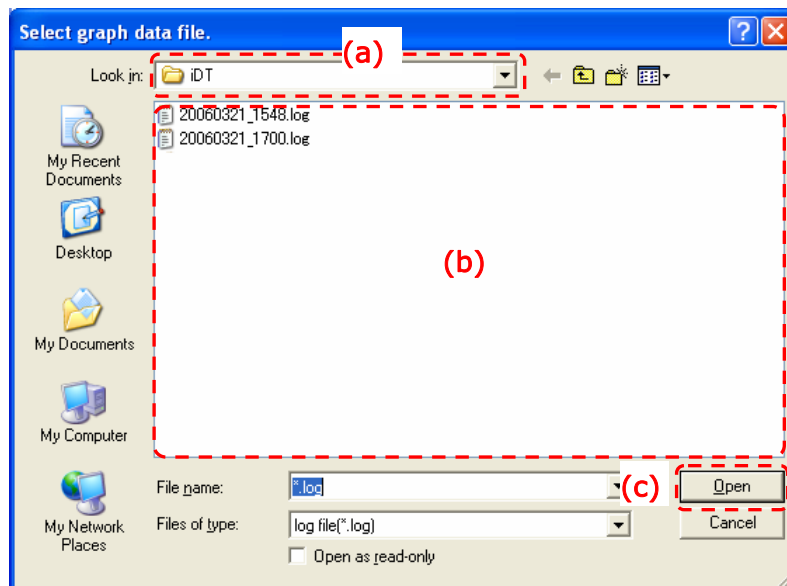 Select graph data file.
(a)
Look in: iDT
20060321_1548.log
20060321_1700.log
My Recent
Documents
Desktop
(b)
My Documents
My Computer
My Network
Places
File name: *.log
(c)
Open
Files of type: log file(*.log)
Cancel
Open as read-only